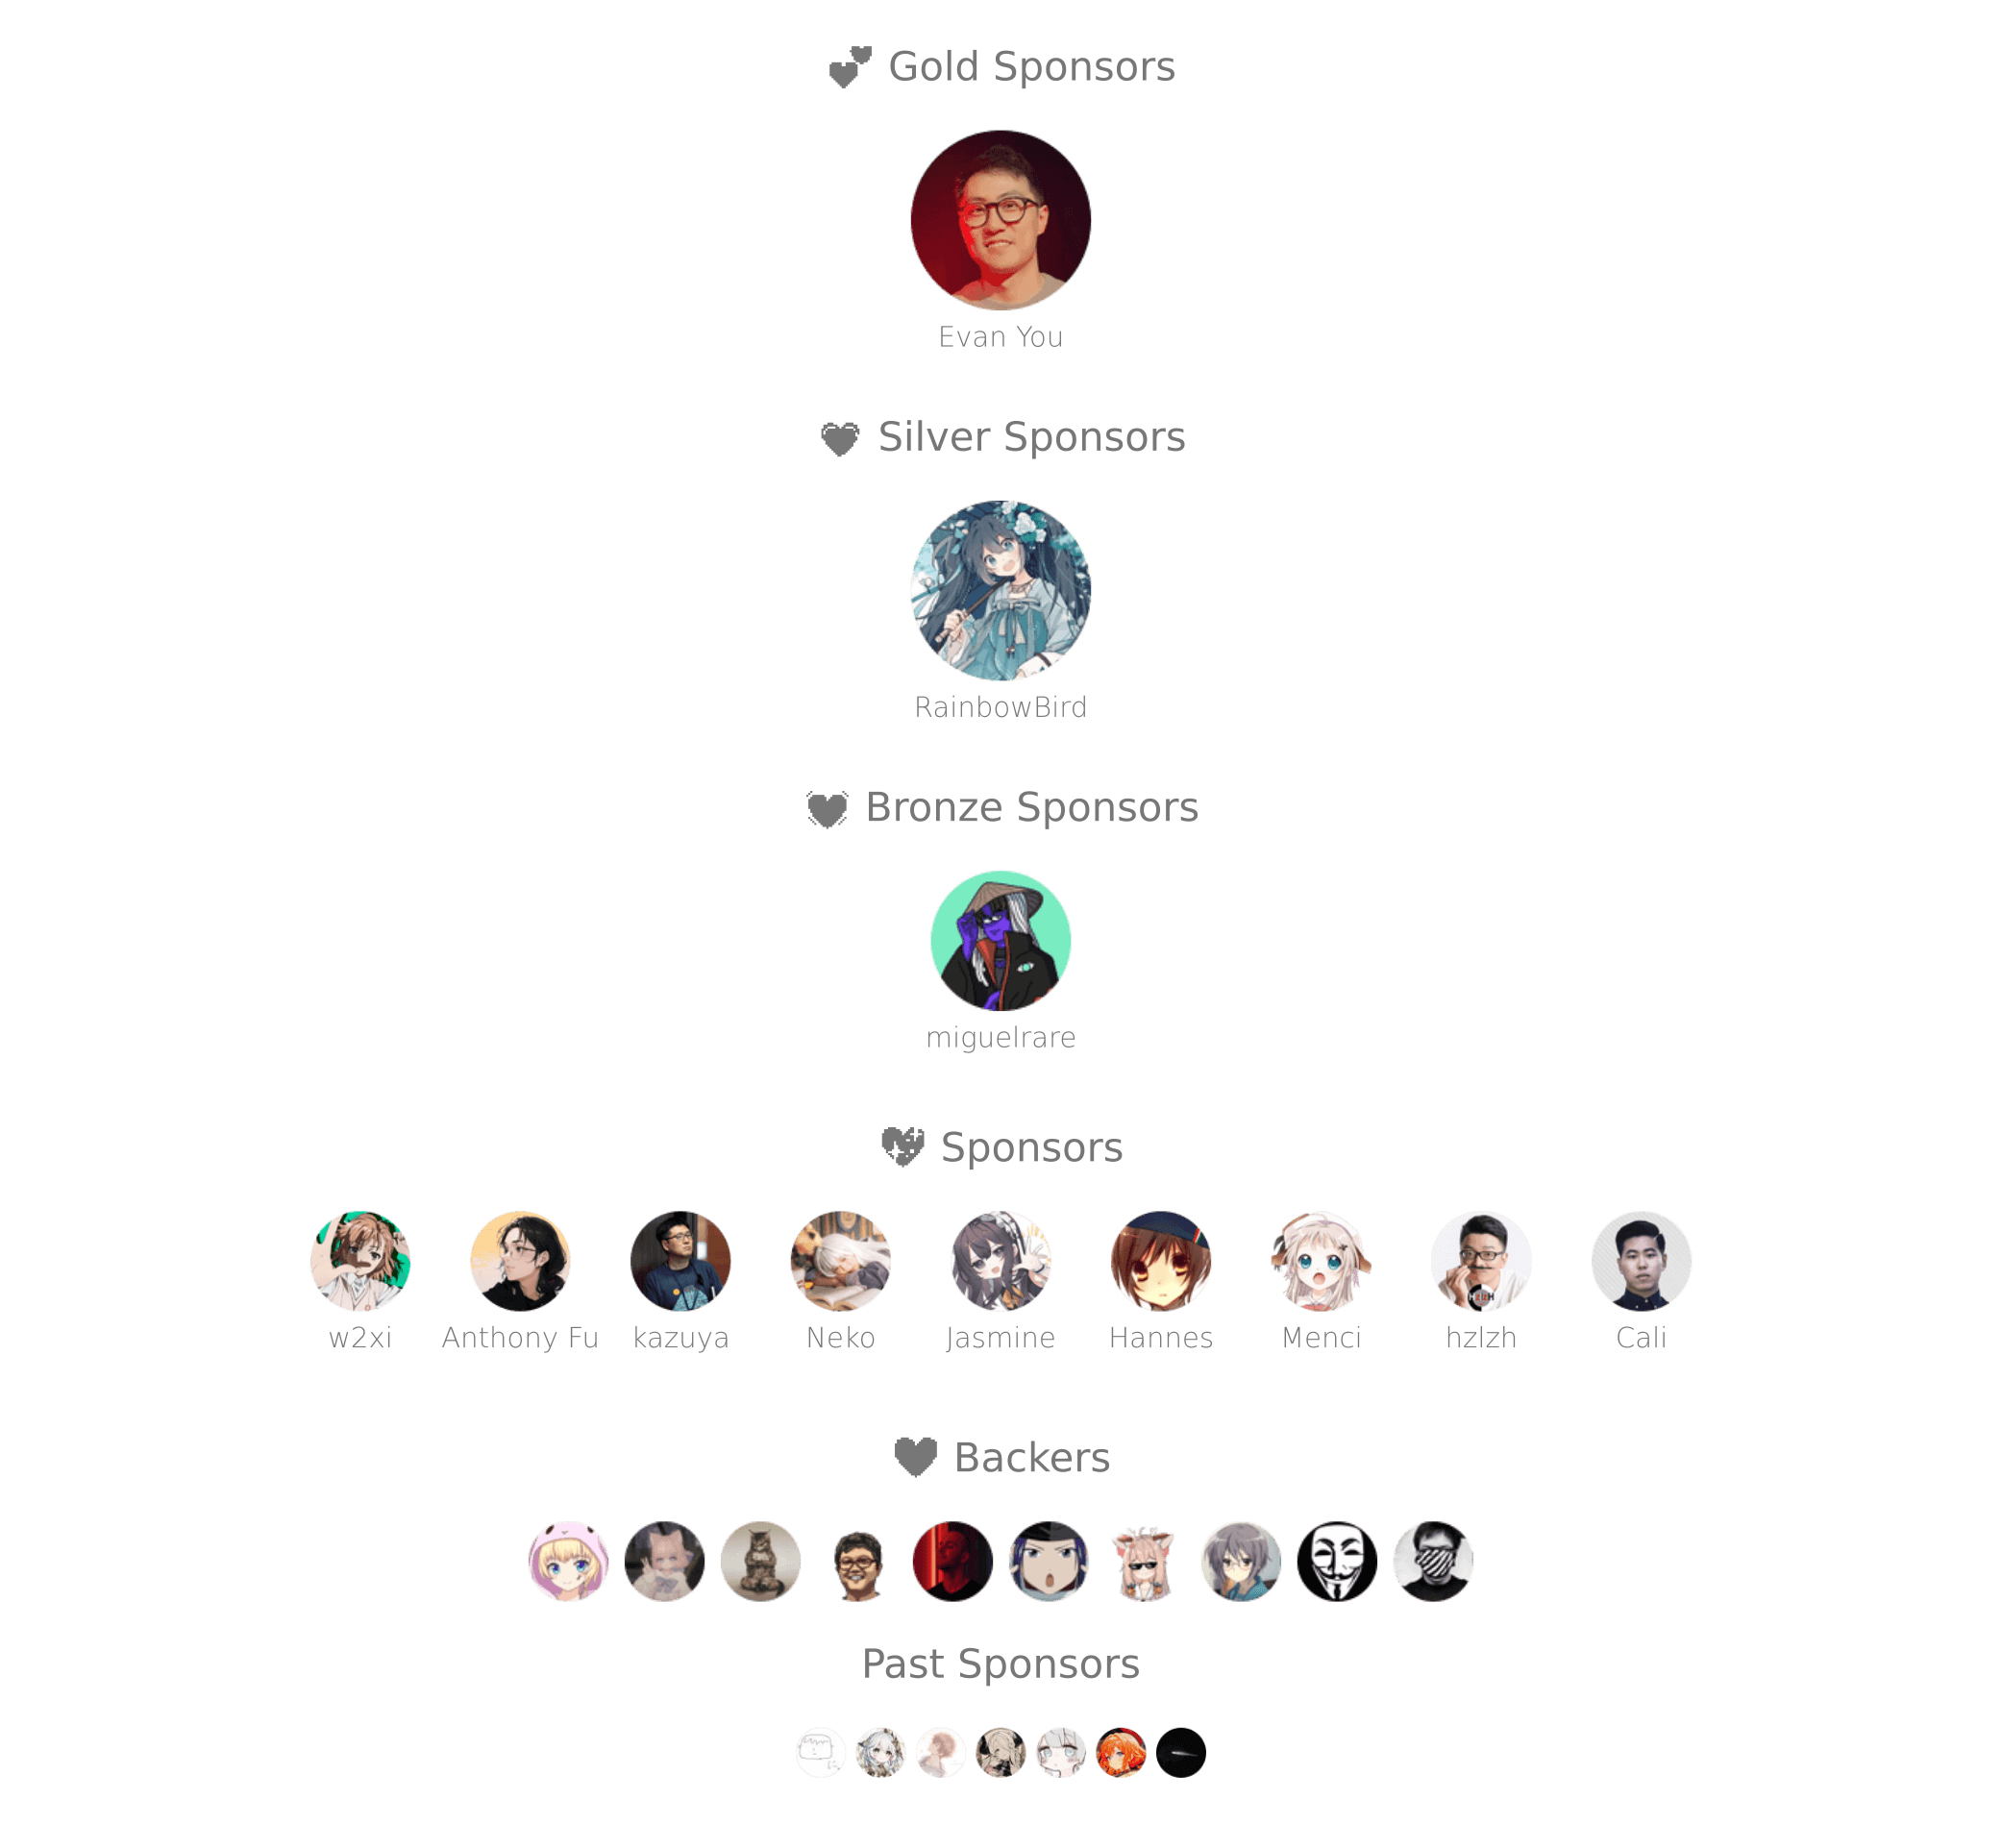 Gold Sponsors
Evan You
Silver Sponsors
RainbowBird
Bronze Sponsors
miguelrare
Sponsors
w2xi Anthony Fu kazuya Neko Jasmine Hannes Menci hzlzh Cali
Backers
Past Sponsors